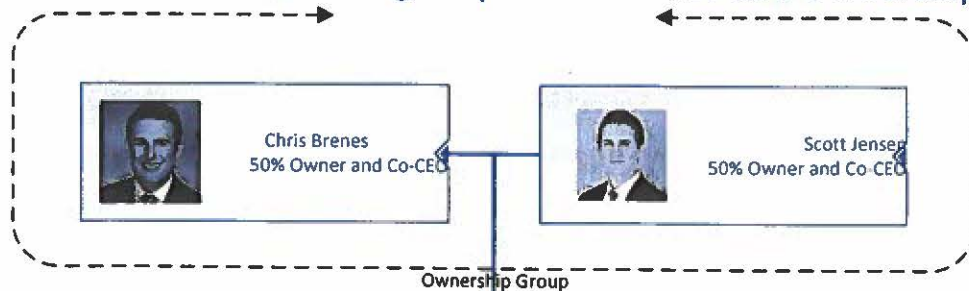 Chris Brenes
50% Owner and Co-CEO
Scott Jensen
50% Owner and Co-CEO
Ownership Group